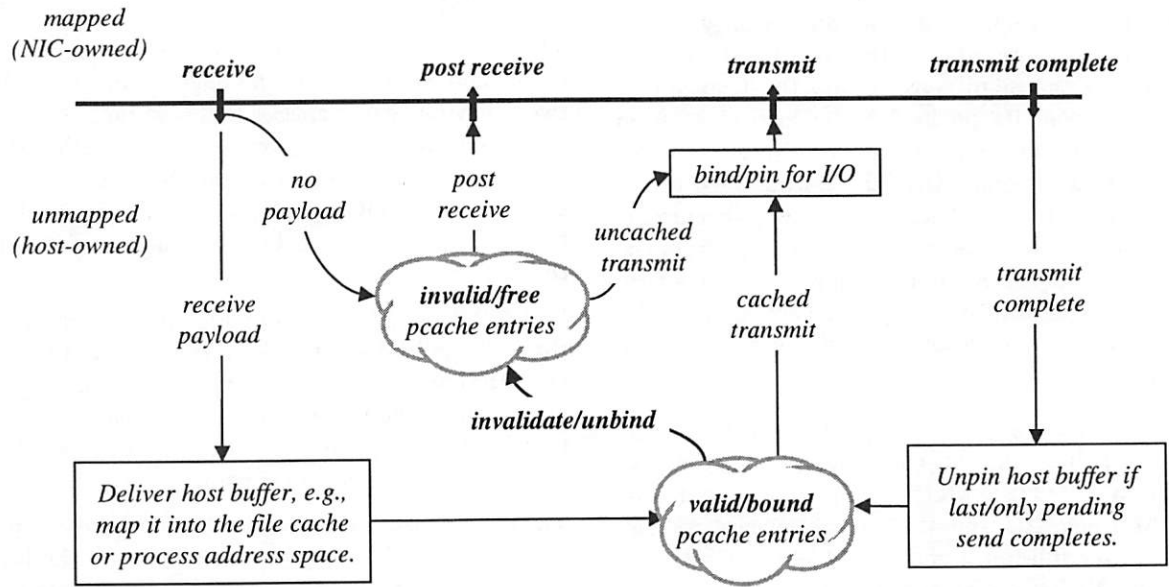 mapped
(NIC-owned)
receive
post receive
transmit
transmit complete
no
payload
post
receive
bind/pin for I/O
unmapped
(host-owned)
uncached
transmit
receive
payload
invalid/free
pcache entries
cached
transmit
transmit
complete
invalidate/unbind
Deliver host buffer, e.g.,
map it into the file cache
or process address space.
valid/bound
pcache entries
Unpin host buffer if
last/only pending
send completes.